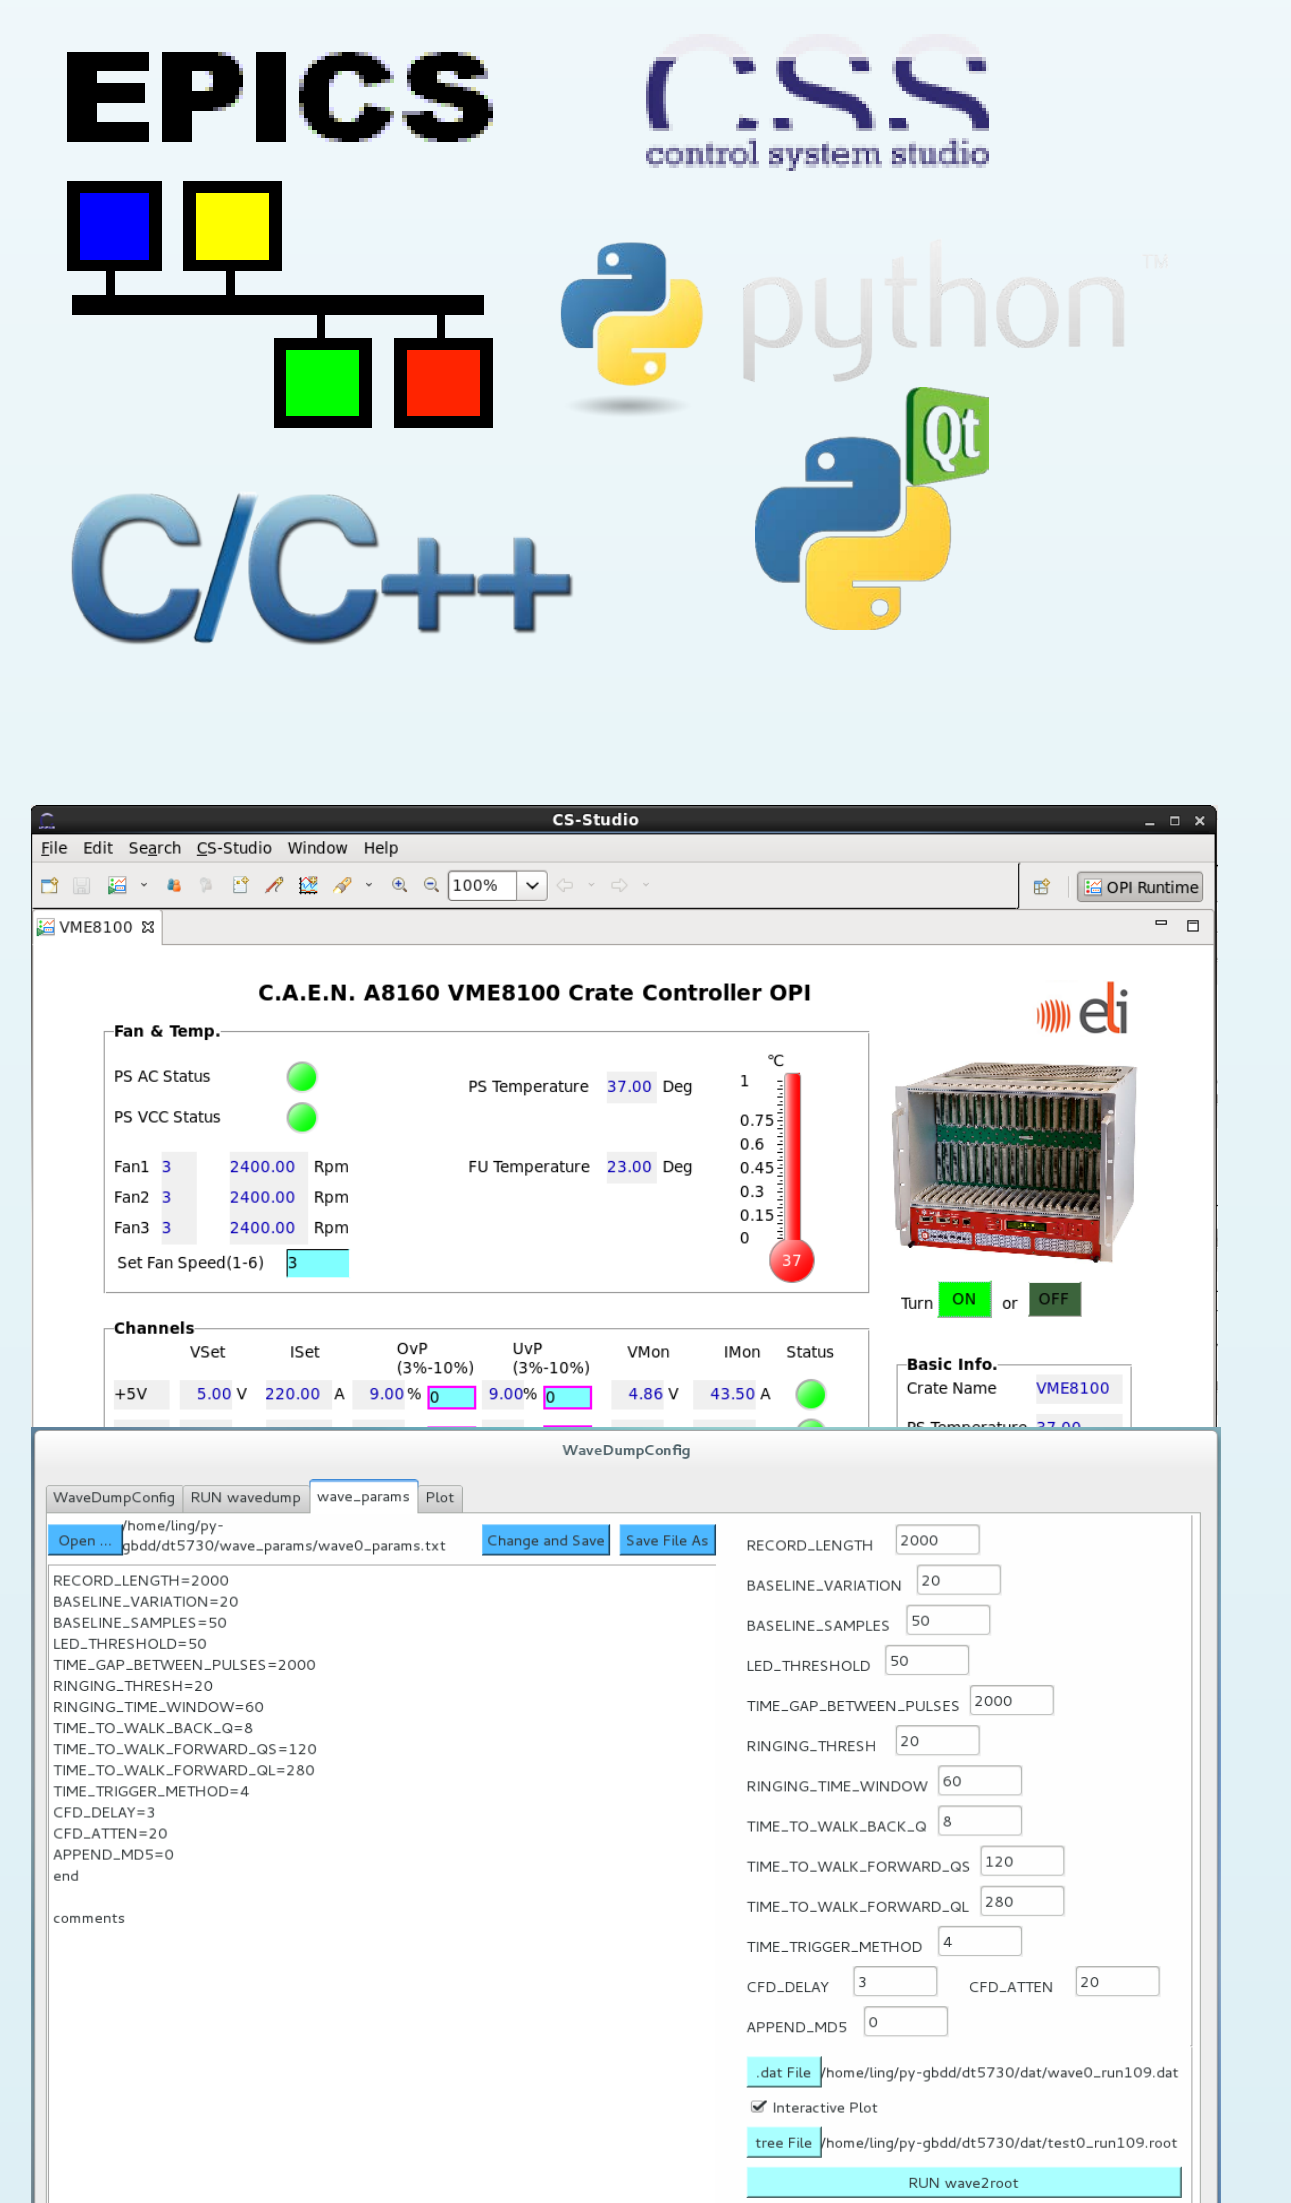 EPICS
CSS
control system studio
python
TM
Qt
C/C++
CS-Studio
File Edit Search CS-Studio Window Help
100%
OPI Runtime
VME8100
C.A.E.N. A8160 VME8100 Crate Controller OPI
eli
Fan & Temp.
PS AC Status
PS VCC Status
PS Temperature 37.00 Deg
Fan1 3 2400.00 Rpm
FU Temperature 23.00 Deg
Fan2 3 2400.00 Rpm
Fan3 3 2400.00 Rpm
Set Fan Speed(1-6) 3
°C
1
0.75
0.6
0.45
0.3
0.15
0
37
Turn ON or OFF
Channels
VSet ISet OvP (3%-10%) UvP (3%-10%) VMon IMon Status
+5V 5.00 V 220.00 A 9.00 % 0 9.00% 0 4.86 V 43.50 A
Basic Info.
Crate Name VME8100
PS Temperature 37.00
WaveDumpConfig
WaveDumpConfig RUN wavedump wave_params Plot
Open ... /home/ling/py-
gbdd/dt5730/wave_params/wave0_params.txt
Change and Save Save File As
RECORD_LENGTH=2000
BASELINE_VARIATION=20
BASELINE_SAMPLES=50
LED_THRESHOLD=50
TIME_GAP_BETWEEN_PULSES=2000
RINGING_THRESH=20
RINGING_TIME_WINDOW=60
TIME_TO_WALK_BACK_Q=8
TIME_TO_WALK_FORWARD_QS=120
TIME_TO_WALK_FORWARD_QL=280
TIME_TRIGGER_METHOD=4
CFD_DELAY=3
CFD_ATTEN=20
APPEND_MD5=0
end
comments
RECORD_LENGTH 2000
BASELINE_VARIATION 20
BASELINE_SAMPLES 50
LED_THRESHOLD 50
TIME_GAP_BETWEEN_PULSES 2000
RINGING_THRESH 20
RINGING_TIME_WINDOW 60
TIME_TO_WALK_BACK_Q 8
TIME_TO_WALK_FORWARD_QS 120
TIME_TO_WALK_FORWARD_QL 280
TIME_TRIGGER_METHOD 4
CFD_DELAY 3 CFD_ATTEN 20
APPEND_MD5 0
.dat File /home/ling/py-gbdd/dt5730/dat/wave0_run109.dat
Interactive Plot
tree File /home/ling/py-gbdd/dt5730/dat/test0_run109.root
RUN wave2root